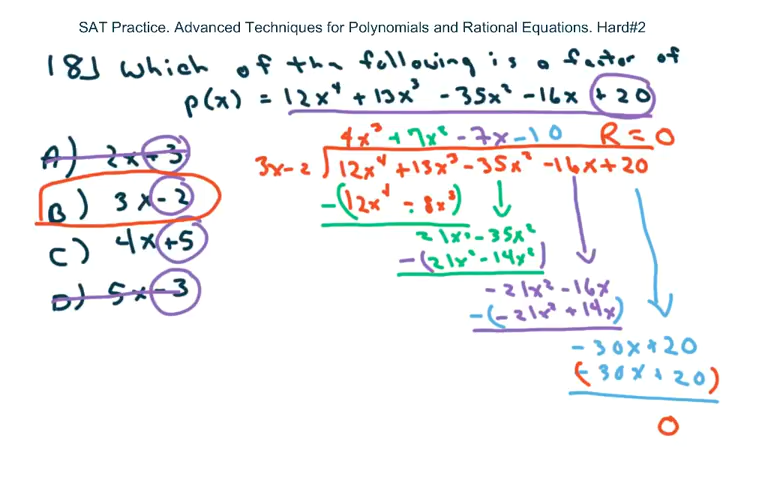 SAT Practice. Advanced Techniques for Polynomials and Rational Equations. Hard#2
18] Which of the following is a factor of
p(x) = 12x⁴ + 13x³ - 35x² - 16x + 20
A) 2x + 3
B) 3x - 2
C) 4x + 5
D) 5x - 3
4x³ + 7x² - 7x - 10 R = 0
3x - 2 ) 12x⁴ + 13x³ - 35x² - 16x + 20
-(12x⁴ - 8x³)
21x³ - 35x²
-(21x³ - 14x²)
-21x² - 16x
-(-21x² + 14x)
-30x + 20
(-30x + 20)
0